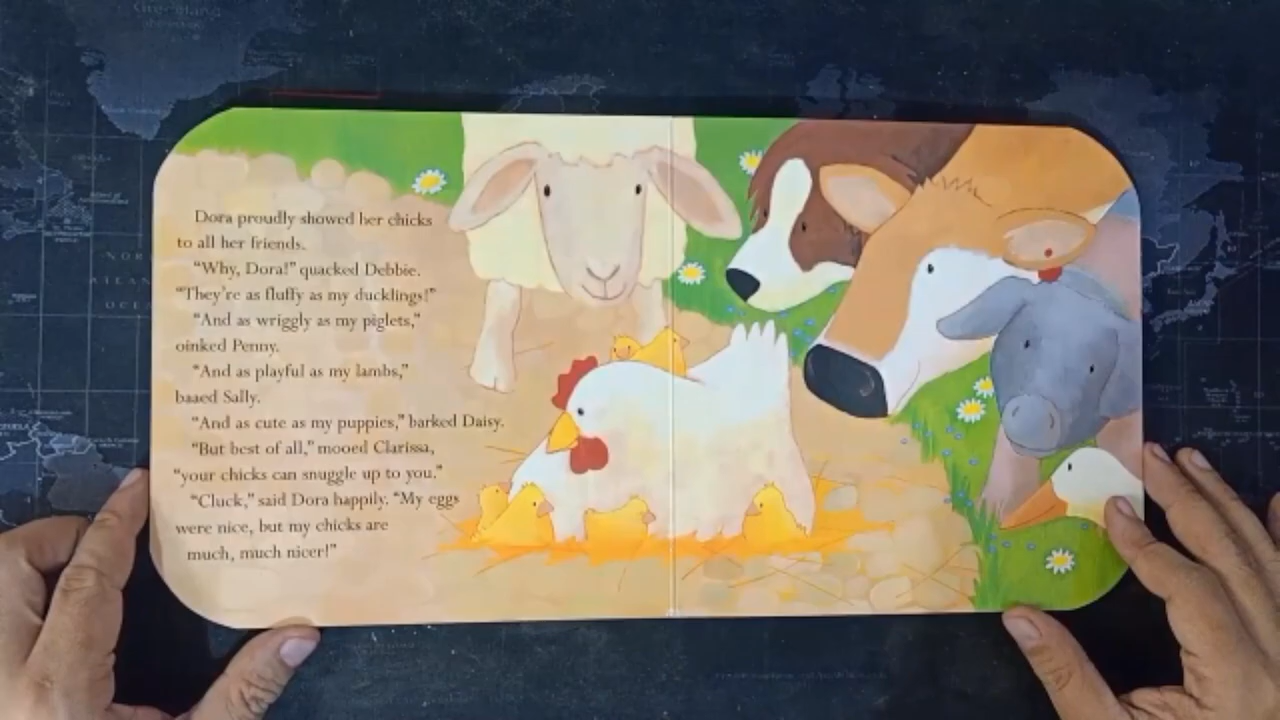 Dora proudly showed her chicks
to all her friends.
“Why, Dora!” quacked Debbie.
“They’re as fluffy as my ducklings!”
“And as wriggly as my piglets,”
oinked Penny.
“And as playful as my lambs,”
baaed Sally.
“And as cute as my puppies,” barked Daisy.
“But best of all,” mooed Clarissa,
“your chicks can snuggle up to you.”
“Cluck,” said Dora happily. “My eggs
were nice, but my chicks are
much, much nicer!”